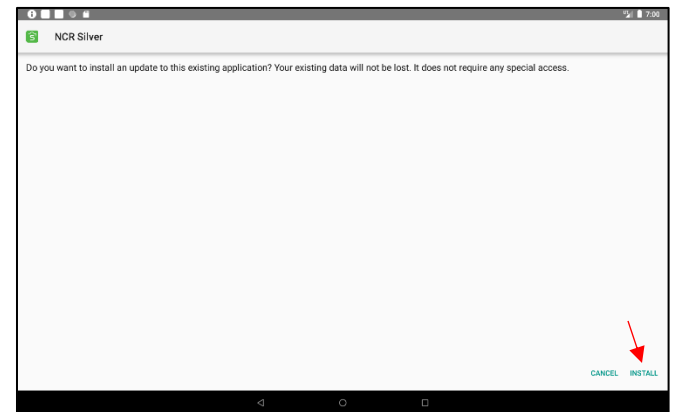 7:00
NCR Silver
Do you want to install an update to this existing application? Your existing data will not be lost. It does not require any special access.
CANCEL INSTALL